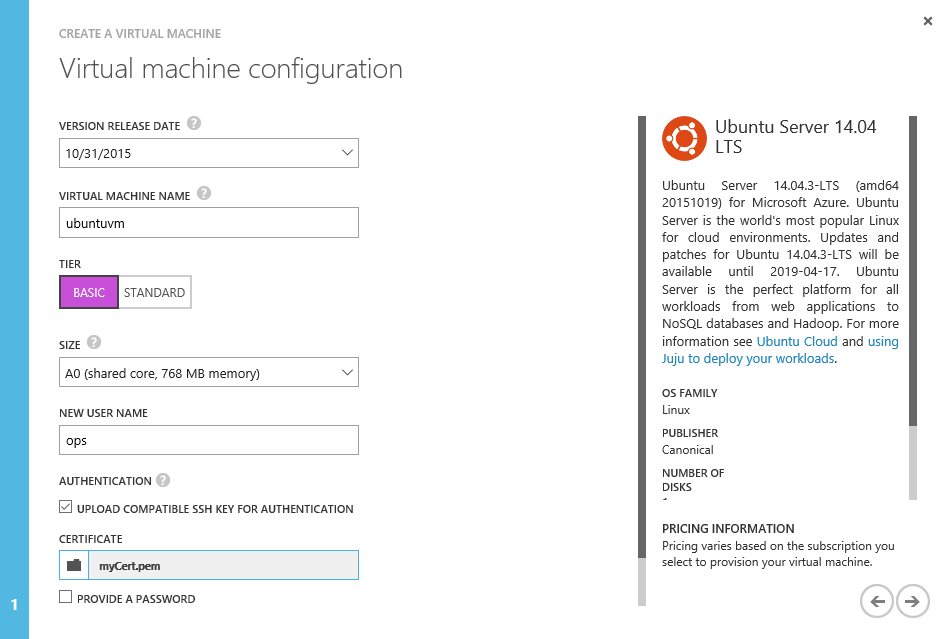 CREATE A VIRTUAL MACHINE
Virtual machine configuration
VERSION RELEASE DATE ?
10/31/2015
VIRTUAL MACHINE NAME ?
ubuntuvm
TIER
BASIC STANDARD
SIZE ?
A0 (shared core, 768 MB memory)
NEW USER NAME
ops
AUTHENTICATION ?
UPLOAD COMPATIBLE SSH KEY FOR AUTHENTICATION
CERTIFICATE
myCert.pem
PROVIDE A PASSWORD
1
Ubuntu Server 14.04
LTS
Ubuntu Server 14.04.3-LTS (amd64
20151019) for Microsoft Azure. Ubuntu
Server is the world's most popular Linux
for cloud environments. Updates and
patches for Ubuntu 14.04.3-LTS will be
available until 2019-04-17. Ubuntu
Server is the perfect platform for all
workloads from web applications to
NoSQL databases and Hadoop. For more
information see Ubuntu Cloud and using
Juju to deploy your workloads.
OS FAMILY
Linux
PUBLISHER
Canonical
NUMBER OF
DISKS
PRICING INFORMATION
Pricing varies based on the subscription you
select to provision your virtual machine.